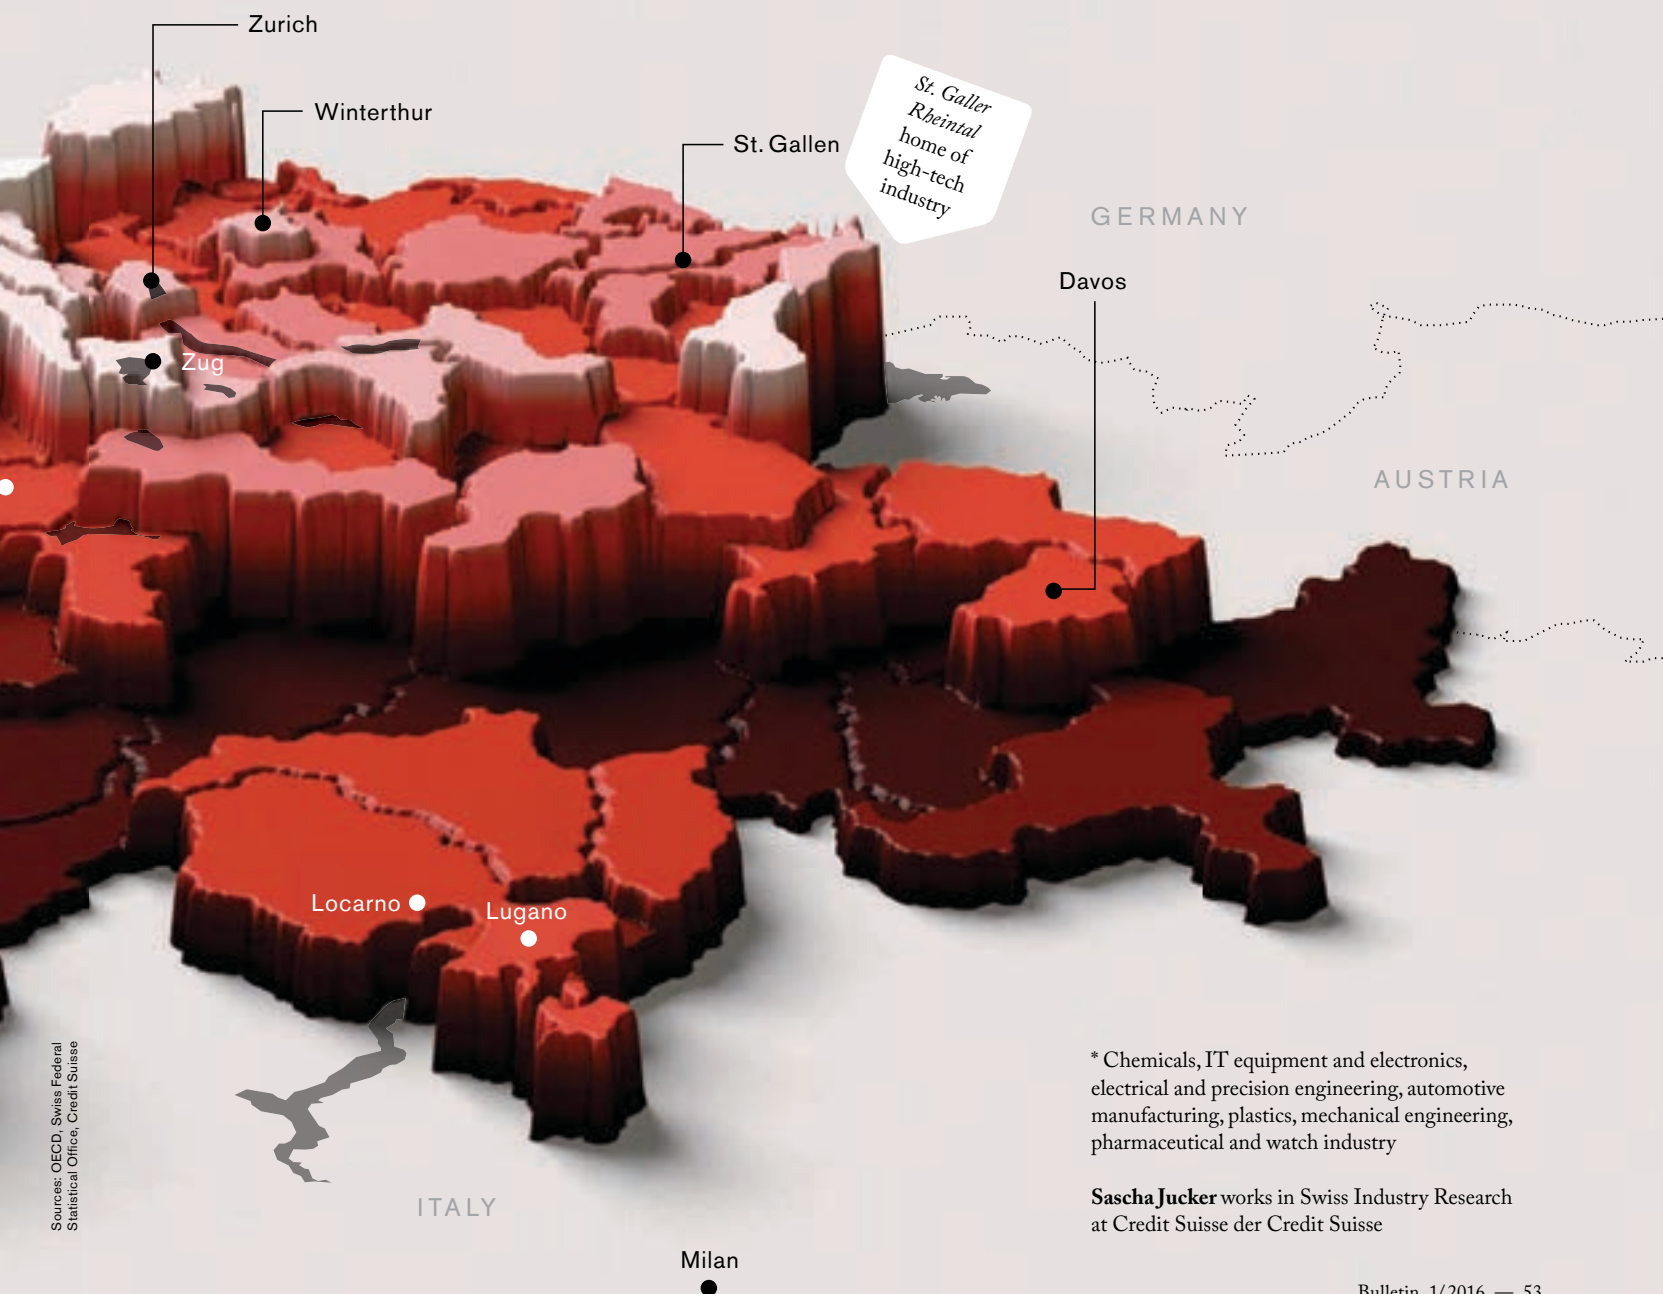 Zurich
Winterthur
St. Gallen
St. Galler
Rheintal
home of
high-tech
industry
GERMANY
Davos
Zug
AUSTRIA
Locarno
Lugano
Sources: OECD, Swiss Federal
Statistical Office, Credit Suisse
* Chemicals, IT equipment and electronics,
electrical and precision engineering, automotive
manufacturing, plastics, mechanical engineering,
pharmaceutical and watch industry
Sascha Jucker works in Swiss Industry Research
at Credit Suisse der Credit Suisse
ITALY
Milan
Bulletin 1/2016 — 53